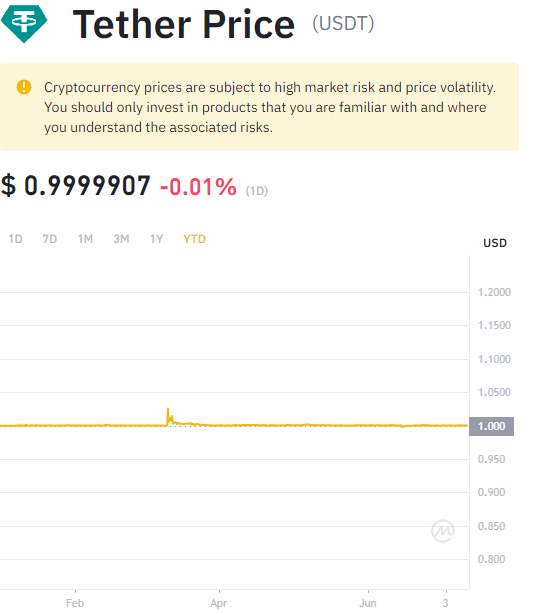 Tether Price (USDT)
Cryptocurrency prices are subject to high market risk and price volatility.
You should only invest in products that you are familiar with and where
you understand the associated risks.
$ 0.9999907 -0.01% (1D)
1D 7D 1M 3M 1Y YTD
USD
1.2000
1.1500
1.1000
1.0500
1.000
0.950
0.900
0.850
0.800
Feb Apr Jun 3